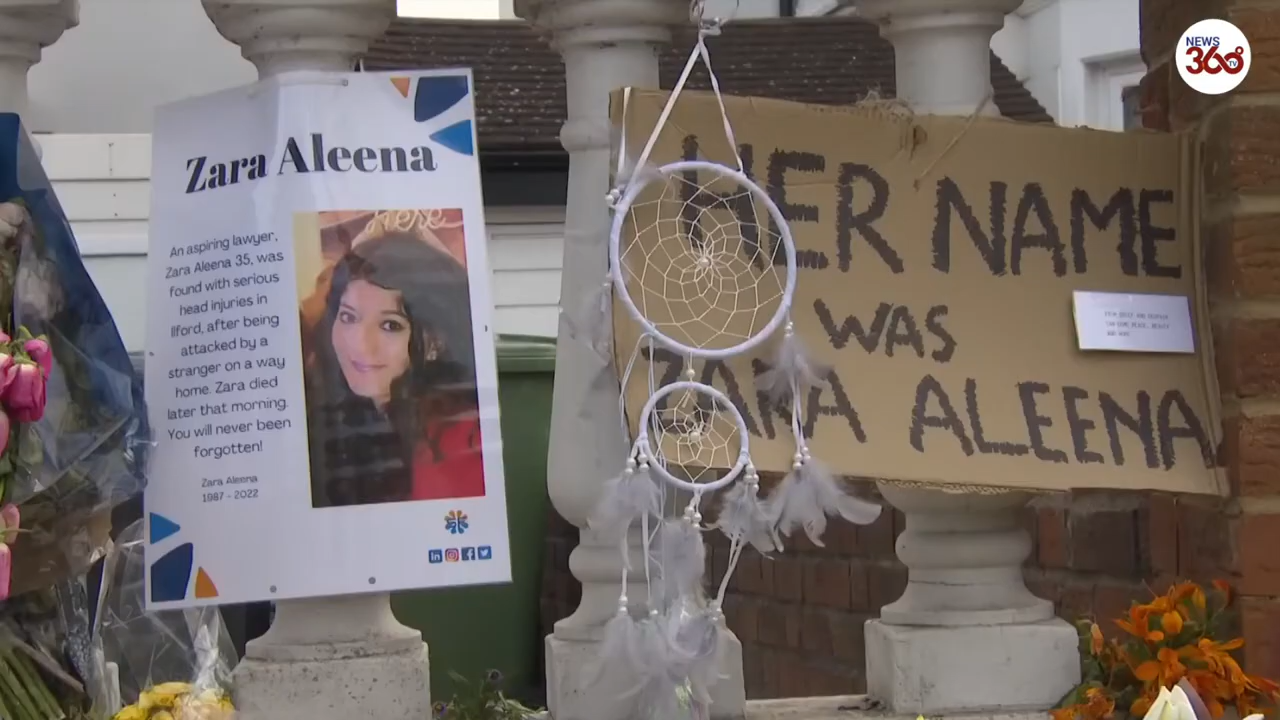 NEWS
360°
TV
Zara Aleena
An aspiring lawyer,
Zara Aleena 35, was
found with serious
head injuries in
Ilford, after being
attacked by a
stranger on a way
home. Zara died
later that morning.
You will never been
forgotten!
Zara Aleena
1987 - 2022
here
HER NAME
WAS
ZARA ALEENA